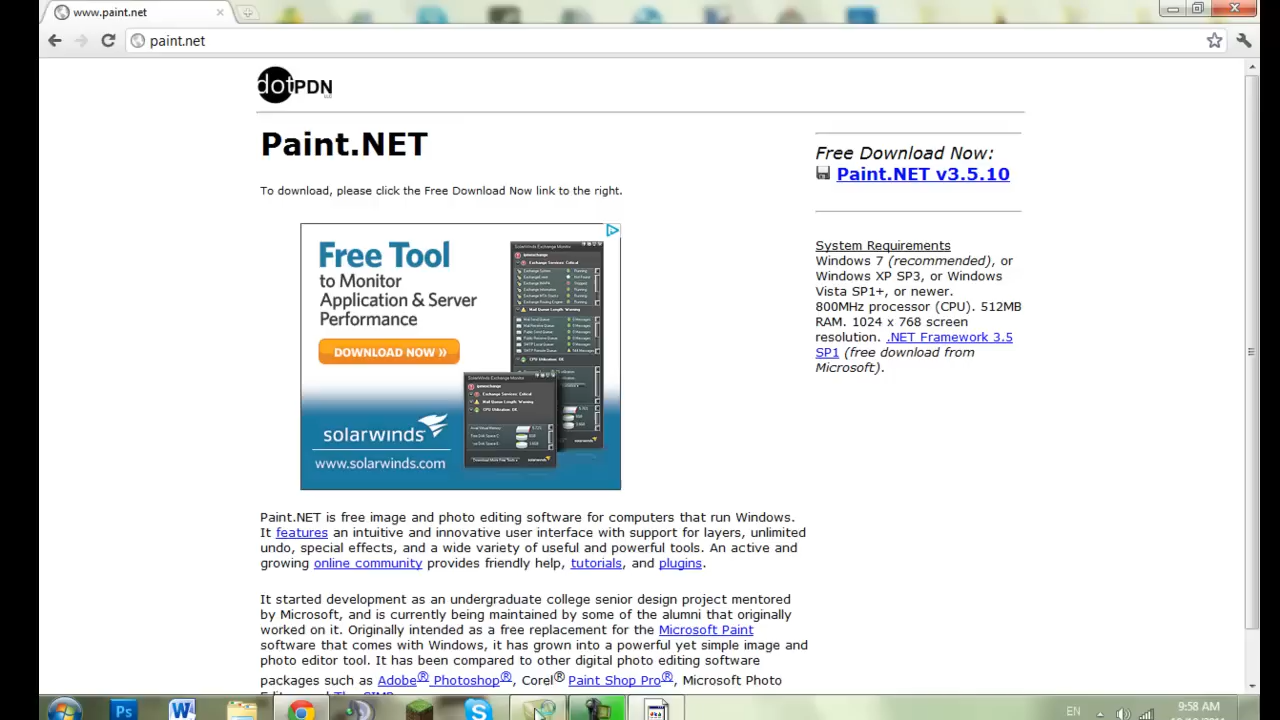 www.paint.net
paint.net
dotPDN
Paint.NET
To download, please click the Free Download Now link to the right.
Free Tool
to Monitor
Application & Server
Performance
DOWNLOAD NOW »
solarwinds
www.solarwinds.com
Paint.NET is free image and photo editing software for computers that run Windows.
It features an intuitive and innovative user interface with support for layers, unlimited
undo, special effects, and a wide variety of useful and powerful tools. An active and
growing online community provides friendly help, tutorials, and plugins.
It started development as an undergraduate college senior design project mentored
by Microsoft, and is currently being maintained by some of the alumni that originally
worked on it. Originally intended as a free replacement for the Microsoft Paint
software that comes with Windows, it has grown into a powerful yet simple image and
photo editor tool. It has been compared to other digital photo editing software
packages such as Adobe® Photoshop®, Corel® Paint Shop Pro®, Microsoft Photo
Free Download Now:
Paint.NET v3.5.10
System Requirements
Windows 7 (recommended), or
Windows XP SP3, or Windows
Vista SP1+, or newer.
800MHz processor (CPU). 512MB
RAM. 1024 x 768 screen
resolution. .NET Framework 3.5
SP1 (free download from
Microsoft).
EN
9:58 AM